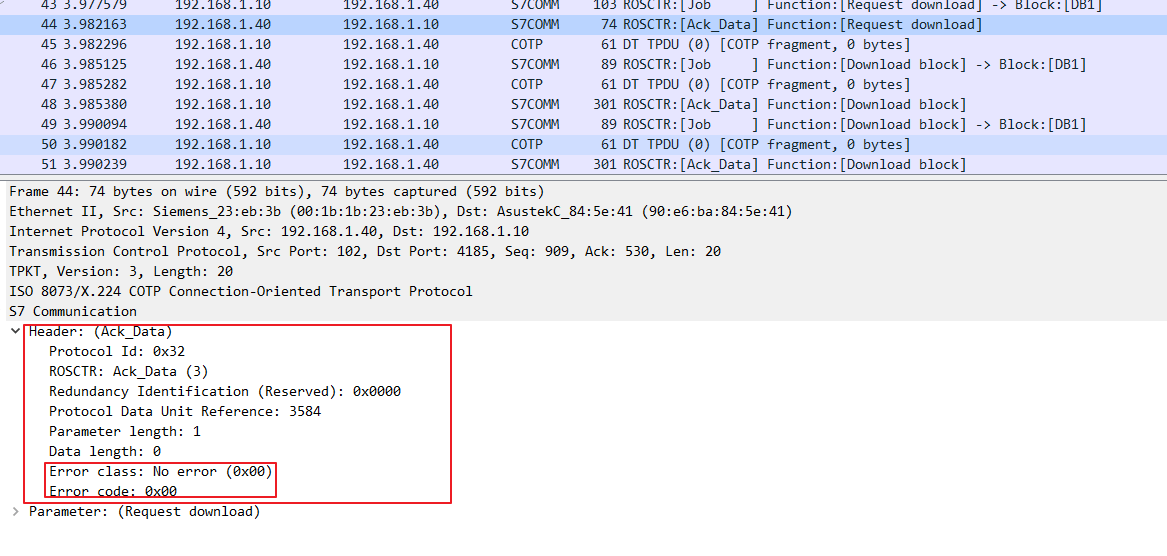 43 3.977579 192.168.1.10 192.168.1.40 S7COMM 103 ROSCTR:[Job ] Function:[Request download] -> Block:[DB1]
44 3.982163 192.168.1.40 192.168.1.10 S7COMM 74 ROSCTR:[Ack_Data] Function:[Request download]
45 3.982296 192.168.1.10 192.168.1.40 COTP 61 DT TPDU (0) [COTP fragment, 0 bytes]
46 3.985125 192.168.1.40 192.168.1.10 S7COMM 89 ROSCTR:[Job ] Function:[Download block] -> Block:[DB1]
47 3.985282 192.168.1.10 192.168.1.40 COTP 61 DT TPDU (0) [COTP fragment, 0 bytes]
48 3.985380 192.168.1.10 192.168.1.40 S7COMM 301 ROSCTR:[Ack_Data] Function:[Download block]
49 3.990094 192.168.1.40 192.168.1.10 S7COMM 89 ROSCTR:[Job ] Function:[Download block] -> Block:[DB1]
50 3.990182 192.168.1.10 192.168.1.40 COTP 61 DT TPDU (0) [COTP fragment, 0 bytes]
51 3.990239 192.168.1.10 192.168.1.40 S7COMM 301 ROSCTR:[Ack_Data] Function:[Download block]
Frame 44: 74 bytes on wire (592 bits), 74 bytes captured (592 bits)
Ethernet II, Src: Siemens_23:eb:3b (00:1b:1b:23:eb:3b), Dst: AsustekC_84:5e:41 (90:e6:ba:84:5e:41)
Internet Protocol Version 4, Src: 192.168.1.40, Dst: 192.168.1.10
Transmission Control Protocol, Src Port: 102, Dst Port: 4185, Seq: 909, Ack: 530, Len: 20
TPKT, Version: 3, Length: 20
ISO 8073/X.224 COTP Connection-Oriented Transport Protocol
S7 Communication
Header: (Ack_Data)
Protocol Id: 0x32
ROSCTR: Ack_Data (3)
Redundancy Identification (Reserved): 0x0000
Protocol Data Unit Reference: 3584
Parameter length: 1
Data length: 0
Error class: No error (0x00)
Error code: 0x00
Parameter: (Request download)